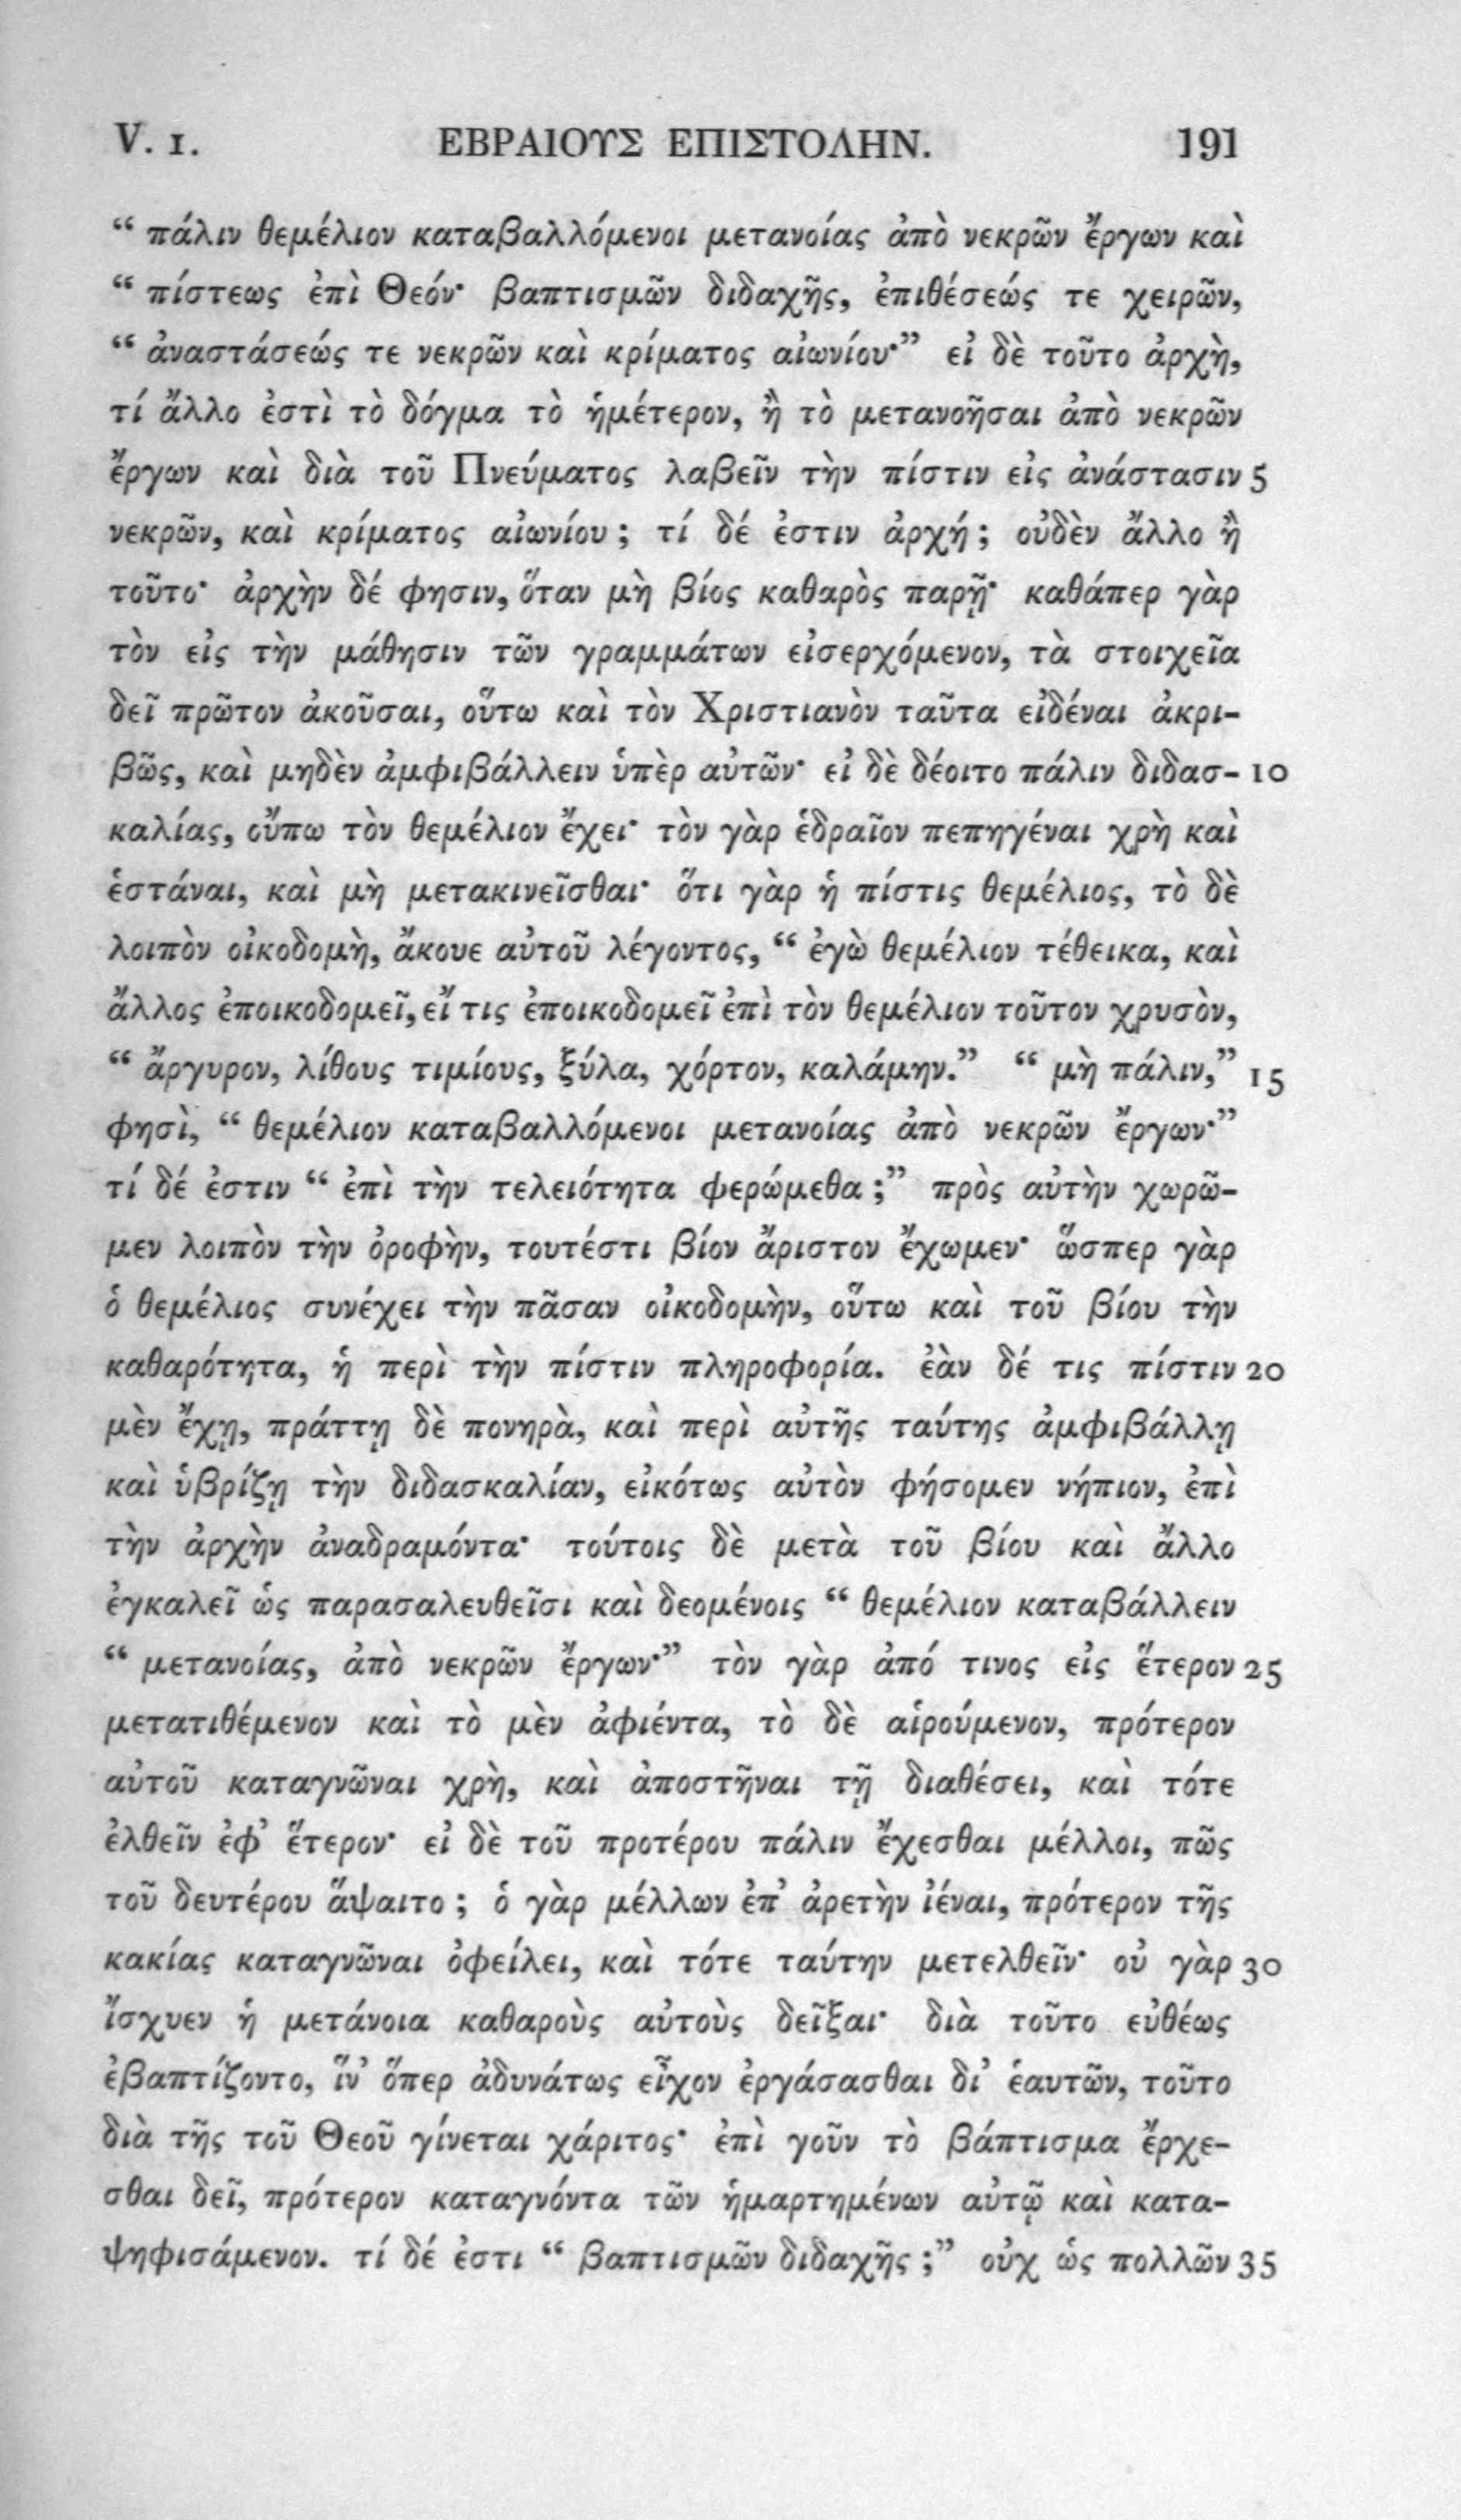 V. 1. ΕΒΡΑΙΟΥΣ ΕΠΙΣΤΟΛΗΝ. 191
“ πάλιν θεμέλιον καταβαλλόμενοι μετανοίας ἀπὸ νεκρῶν ἔργων καὶ
“ πίστεως ἐπὶ Θεόν· βαπτισμῶν διδαχῆς, ἐπιθέσεώς τε χειρῶν,
“ ἀναστάσεώς τε νεκρῶν καὶ κρίματος αἰωνίου·” εἰ δὲ τοῦτο ἀρχὴ,
τί ἄλλο ἐστὶ τὸ δόγμα τὸ ἡμέτερον, ἢ τὸ μετανοῆσαι ἀπὸ νεκρῶν
ἔργων καὶ διὰ τοῦ Πνεύματος λαβεῖν τὴν πίστιν εἰς ἀνάστασιν 5
νεκρῶν, καὶ κρίματος αἰωνίου ; τί δέ ἐστιν ἀρχή ; οὐδὲν ἄλλο ἢ
τοῦτο· ἀρχὴν δέ φησιν, ὅταν μὴ βίος καθαρὸς παρῇ· καθάπερ γὰρ
τὸν εἰς τὴν μάθησιν τῶν γραμμάτων εἰσερχόμενον, τὰ στοιχεῖα
δεῖ πρῶτον ἀκοῦσαι, οὕτω καὶ τὸν Χριστιανὸν ταῦτα εἰδέναι ἀκρι-
βῶς, καὶ μηδὲν ἀμφιβάλλειν ὑπὲρ αὐτῶν· εἰ δὲ δέοιτο πάλιν διδασ- 10
καλίας, οὔπω τὸν θεμέλιον ἔχει· τὸν γὰρ ἑδραῖον πεπηγέναι χρὴ καὶ
ἑστάναι, καὶ μὴ μετακινεῖσθαι· ὅτι γὰρ ἡ πίστις θεμέλιος, τὸ δὲ
λοιπὸν οἰκοδομὴ, ἄκουε αὐτοῦ λέγοντος, “ ἐγὼ θεμέλιον τέθεικα, καὶ
ἄλλος ἐποικοδομεῖ, εἴ τις ἐποικοδομεῖ ἐπὶ τὸν θεμέλιον τοῦτον χρυσὸν,
“ ἄργυρον, λίθους τιμίους, ξύλα, χόρτον, καλάμην.” “ μὴ πάλιν,” 15
φησὶ, “ θεμέλιον καταβαλλόμενοι μετανοίας ἀπὸ νεκρῶν ἔργων·”
τί δέ ἐστιν “ ἐπὶ τὴν τελειότητα φερώμεθα ;” πρὸς αὐτὴν χωρῶ-
μεν λοιπὸν τὴν ὀροφὴν, τουτέστι βίον ἄριστον ἔχωμεν· ὥσπερ γὰρ
ὁ θεμέλιος συνέχει τὴν πᾶσαν οἰκοδομὴν, οὕτω καὶ τοῦ βίου τὴν
καθαρότητα, ἡ περὶ τὴν πίστιν πληροφορία. ἐὰν δέ τις πίστιν 20
μὲν ἔχῃ, πράττῃ δὲ πονηρὰ, καὶ περὶ αὐτῆς ταύτης ἀμφιβάλλῃ
καὶ ὑβρίζῃ τὴν διδασκαλίαν, εἰκότως αὐτὸν φήσομεν νήπιον, ἐπὶ
τὴν ἀρχὴν ἀναδραμόντα· τούτοις δὲ μετὰ τοῦ βίου καὶ ἄλλο
ἐγκαλεῖ ὡς παρασαλευθεῖσι καὶ δεομένοις “ θεμέλιον καταβάλλειν
“ μετανοίας, ἀπὸ νεκρῶν ἔργων·” τὸν γὰρ ἀπό τινος εἰς ἕτερον 25
μετατιθέμενον καὶ τὸ μὲν ἀφιέντα, τὸ δὲ αἱρούμενον, πρότερον
αὐτοῦ καταγνῶναι χρὴ, καὶ ἀποστῆναι τῇ διαθέσει, καὶ τότε
ἐλθεῖν ἐφ’ ἕτερον· εἰ δὲ τοῦ προτέρου πάλιν ἔχεσθαι μέλλοι, πῶς
τοῦ δευτέρου ἅψαιτο ; ὁ γὰρ μέλλων ἐπ’ ἀρετὴν ἰέναι, πρότερον τῆς
κακίας καταγνῶναι ὀφείλει, καὶ τότε ταύτην μετελθεῖν· οὐ γὰρ 30
ἴσχυεν ἡ μετάνοια καθαροὺς αὐτοὺς δεῖξαι· διὰ τοῦτο εὐθέως
ἐβαπτίζοντο, ἵν’ ὅπερ ἀδυνάτως εἶχον ἐργάσασθαι δι’ ἑαυτῶν, τοῦτο
διὰ τῆς τοῦ Θεοῦ γίνεται χάριτος· ἐπὶ γοῦν τὸ βάπτισμα ἔρχε-
σθαι δεῖ, πρότερον καταγνόντα τῶν ἡμαρτημένων αὐτῷ καὶ κατα-
ψηφισάμενον. τί δέ ἐστι “ βαπτισμῶν διδαχῆς ;” οὐχ ὡς πολλῶν 35